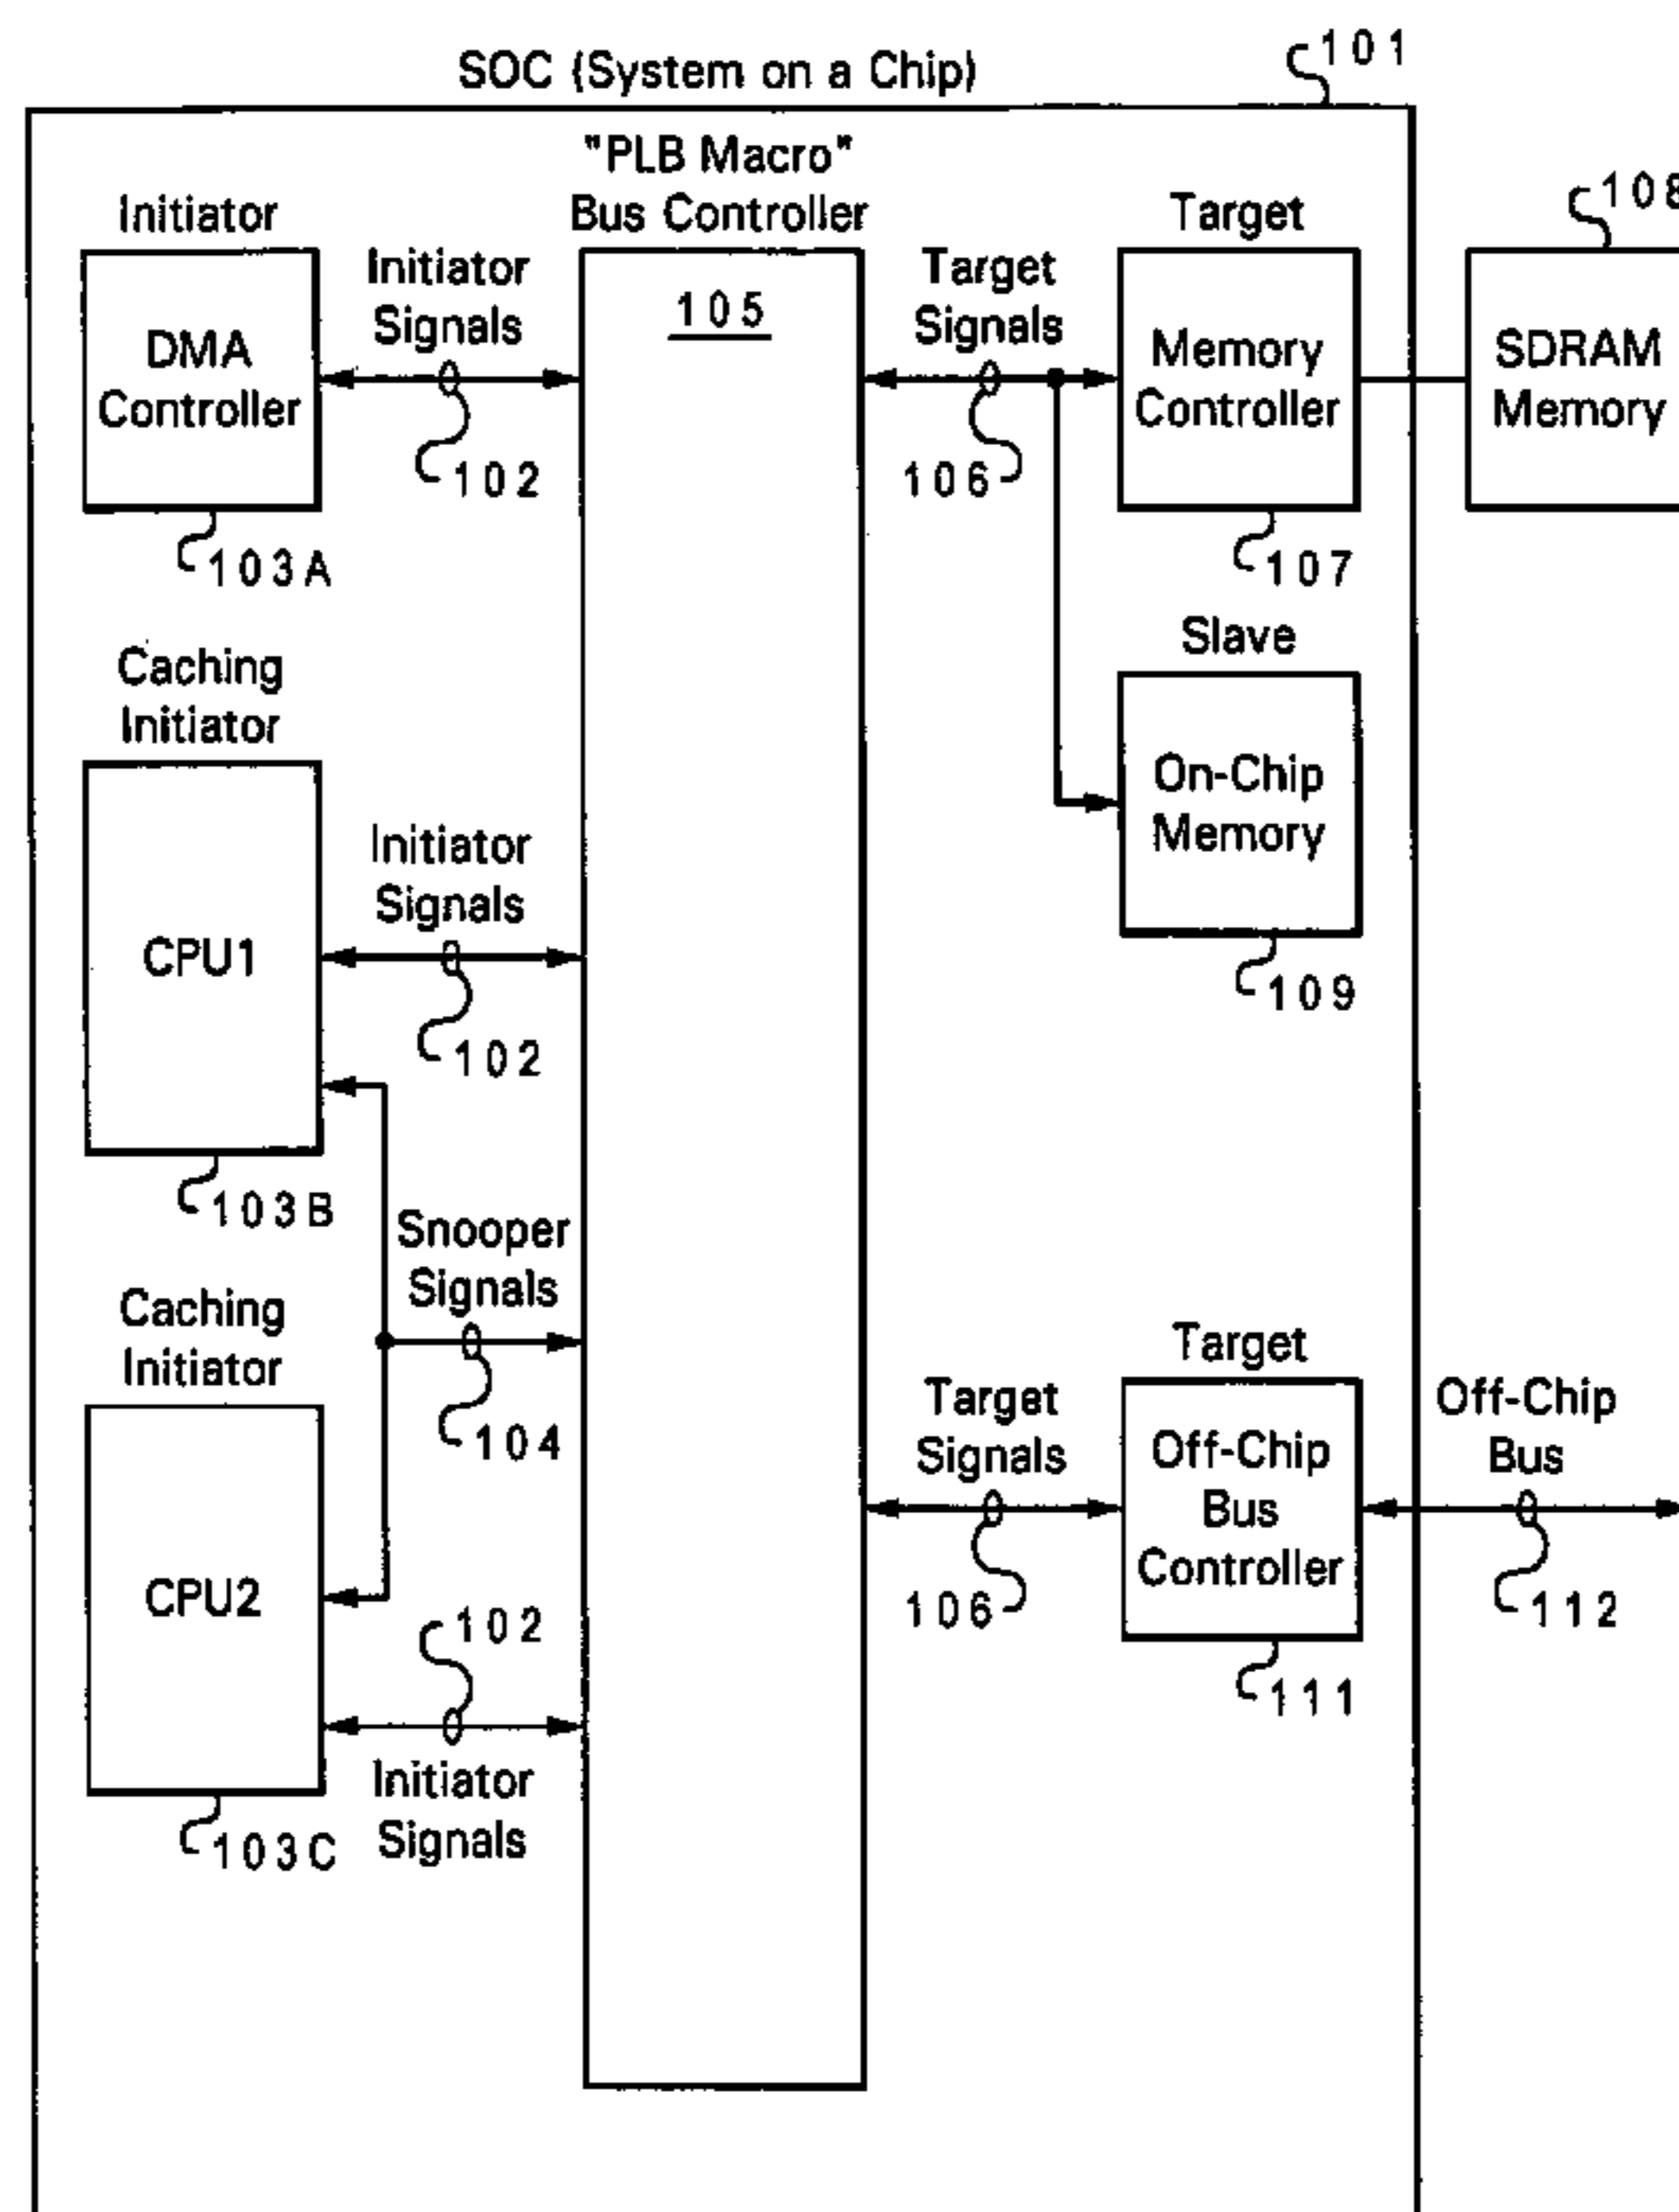 SOC (System on a Chip)
101
"PLB Macro"
Bus Controller
105
Initiator
DMA
Controller
103A
Initiator
Signals
102
Target
Signals
106
Target
Memory
Controller
107
108
SDRAM
Memory
Slave
On-Chip
Memory
109
Caching
Initiator
CPU1
103B
Initiator
Signals
102
Snooper
Signals
104
Caching
Initiator
CPU2
103C
102
Initiator
Signals
Target
Signals
106
Target
Off-Chip
Bus
Controller
111
Off-Chip
Bus
112